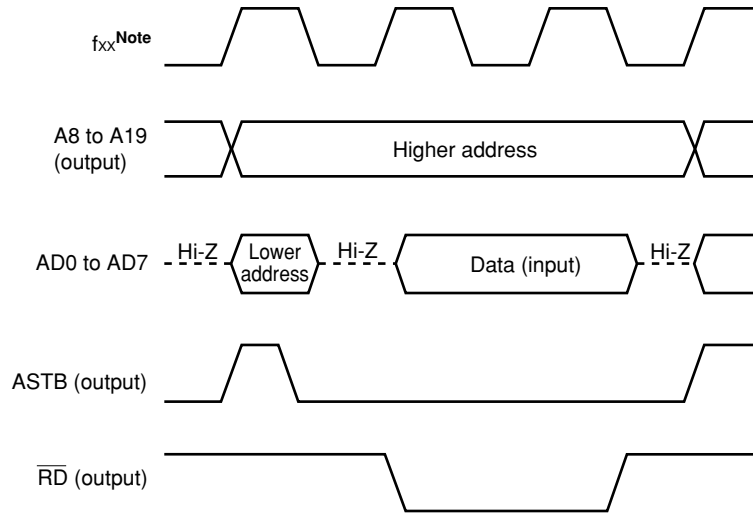 fxxNote
A8 to A19
(output)
Higher address
AD0 to AD7
Hi-Z
Lower
address
Hi-Z
Data (input)
Hi-Z
ASTB (output)
R̅D̅ (output)